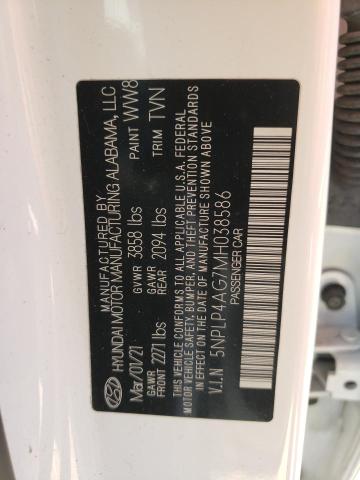 MANUFACTURED BY
HYUNDAI MOTOR MANUFACTURING ALABAMA, LLC
Mar/01/21 GVWR 3858 lbs PAINT WW8
GAWR FRONT 2271 lbs GAWR REAR 2094 lbs TRIM TVN
THIS VEHICLE CONFORMS TO ALL APPLICABLE U.S.A. FEDERAL
MOTOR VEHICLE SAFETY, BUMPER, AND THEFT PREVENTION STANDARDS
IN EFFECT ON THE DATE OF MANUFACTURE SHOWN ABOVE
V.I.N 5NPLP4AG7MH038586
PASSENGER CAR